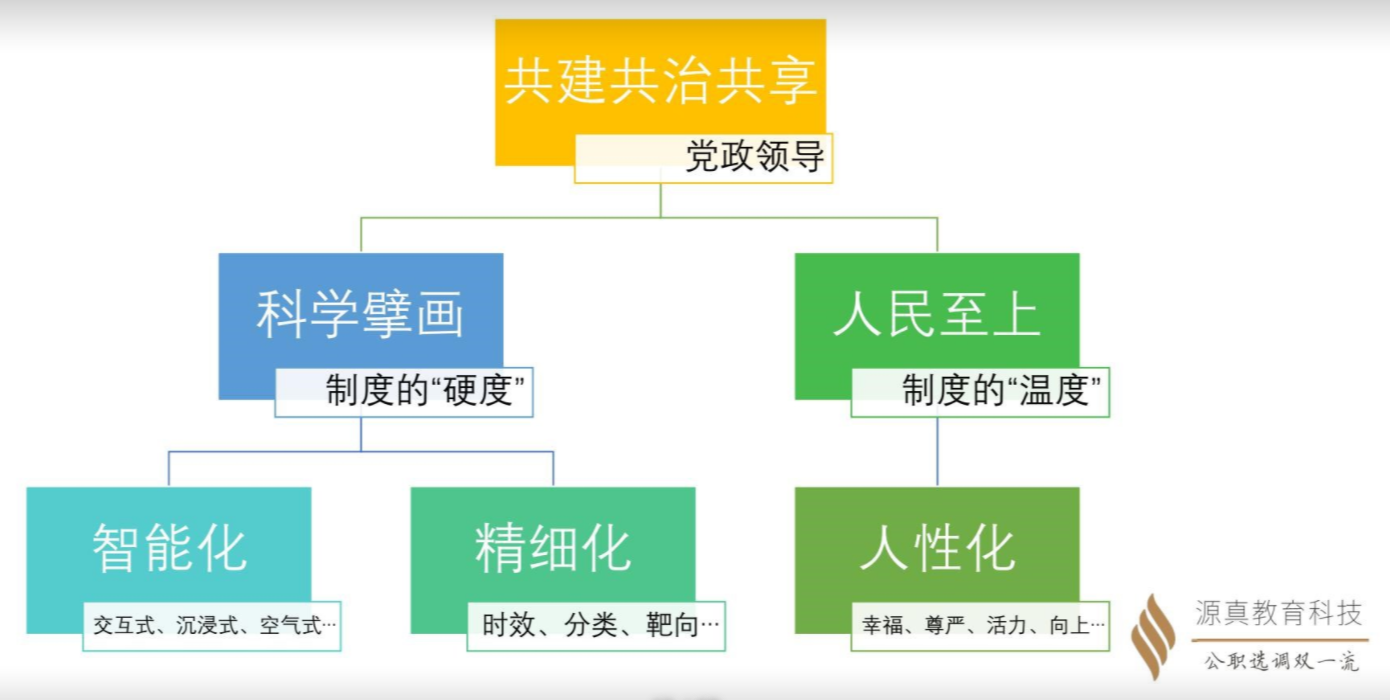 共建共治共享
党政领导
科学擘画
制度的“硬度”
人民至上
制度的“温度”
智能化
交互式、沉浸式、空气式…
精细化
时效、分类、靶向…
人性化
幸福、尊严、活力、向上…
源真教育科技
公职选调双一流